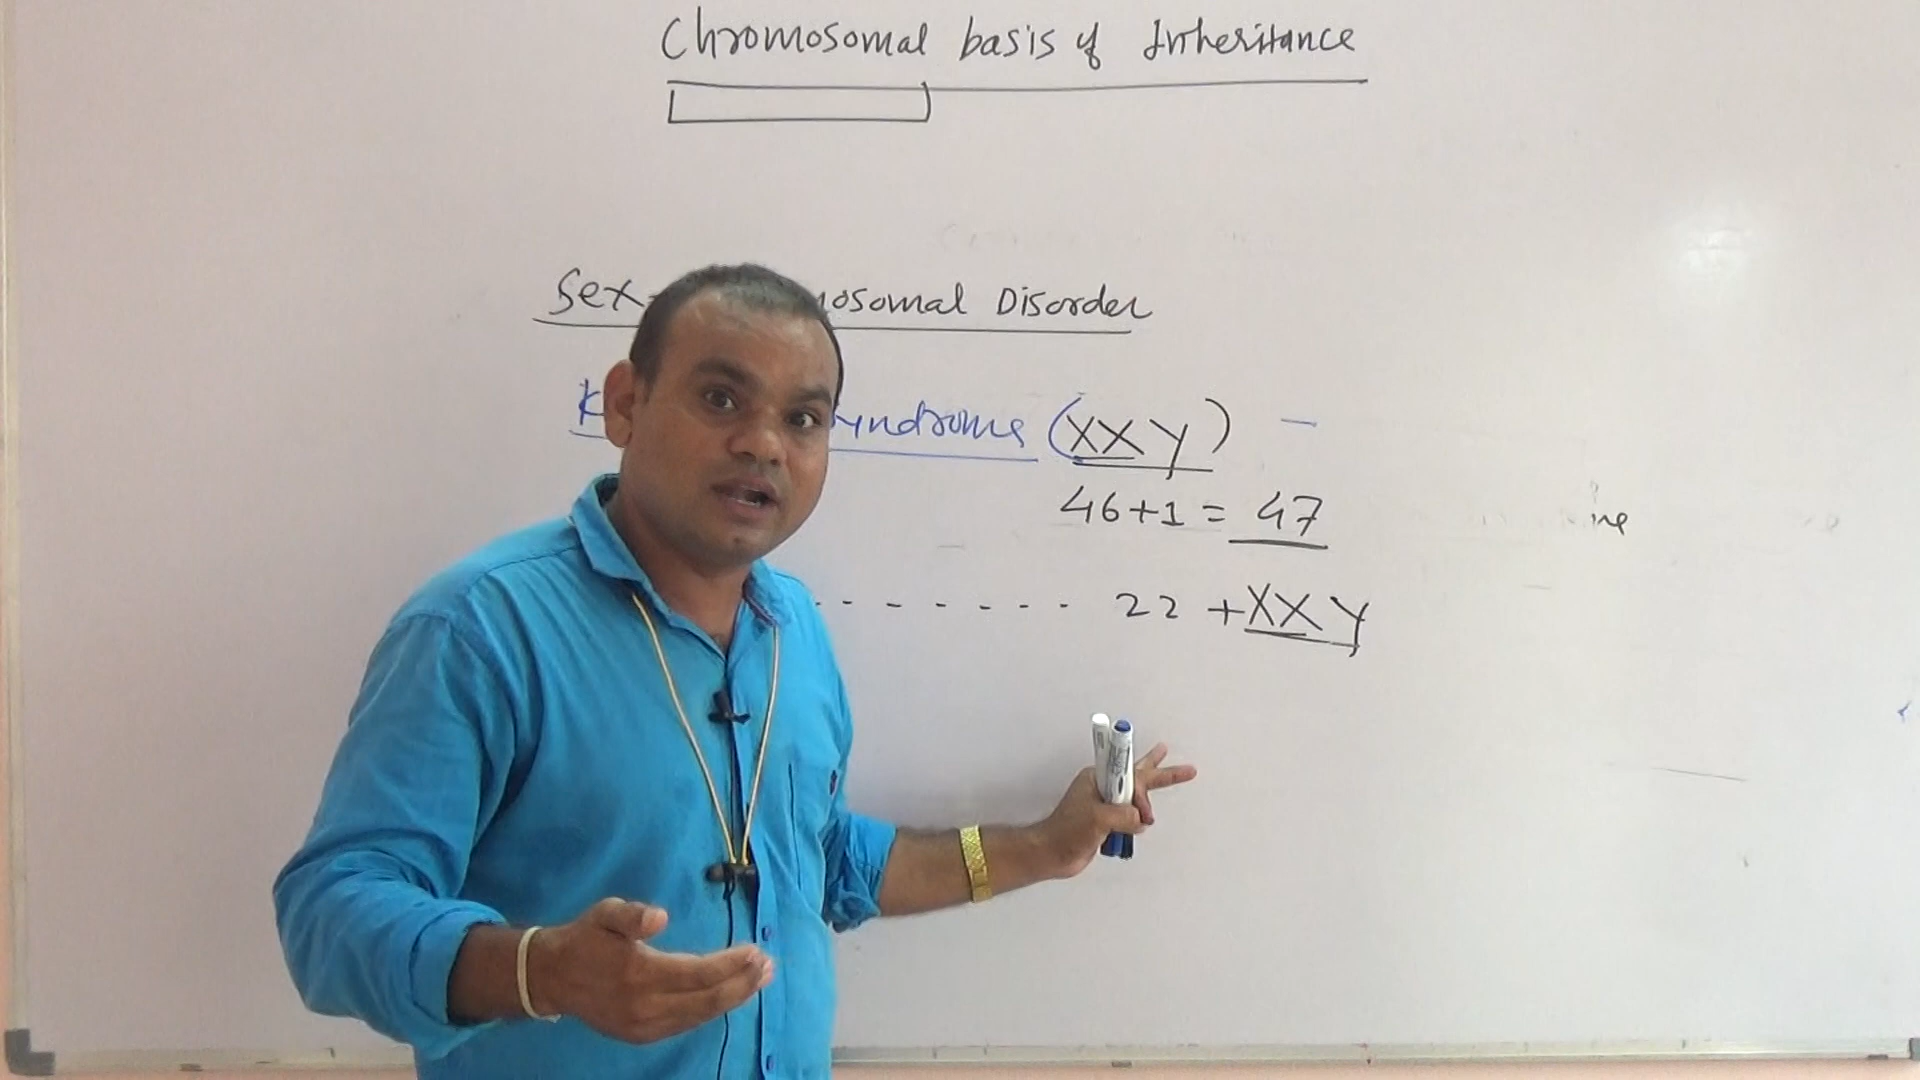 Chromosomal basis of Inheritance
Sex- osomal Disorder
K yndrome (XXY) -
46+1 = 47
- - - - - - - 22 + XXY